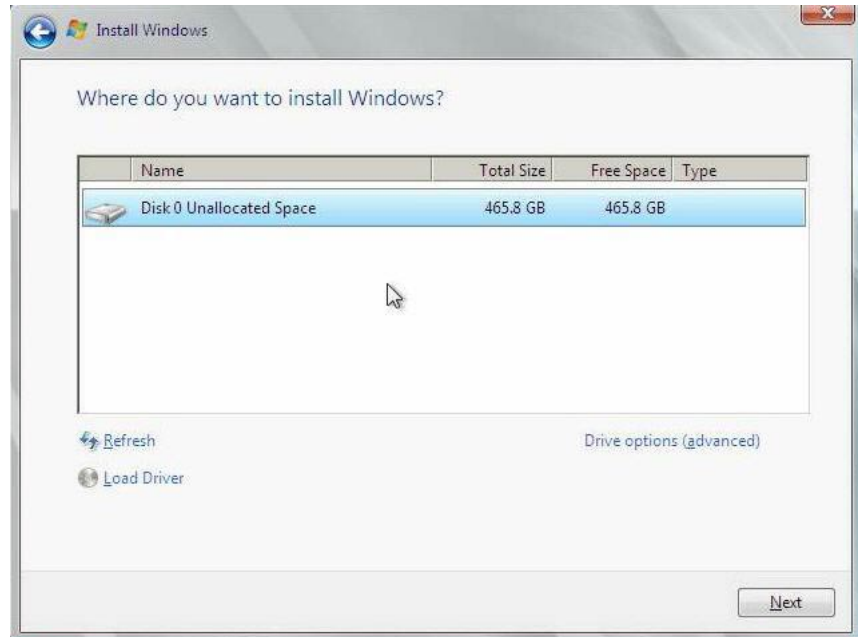 Install Windows
Where do you want to install Windows?
Name Total Size Free Space Type
Disk 0 Unallocated Space 465.8 GB 465.8 GB
Refresh Drive options (advanced)
Load Driver
Next